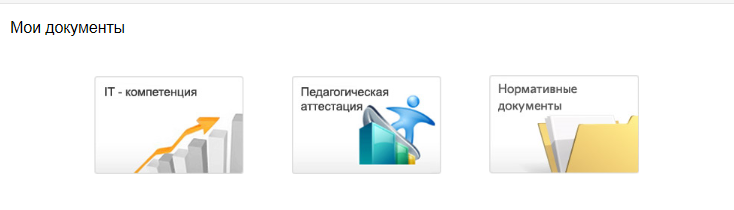 Мои документы
IT - компетенция
Педагогическая
аттестация
Нормативные
документы